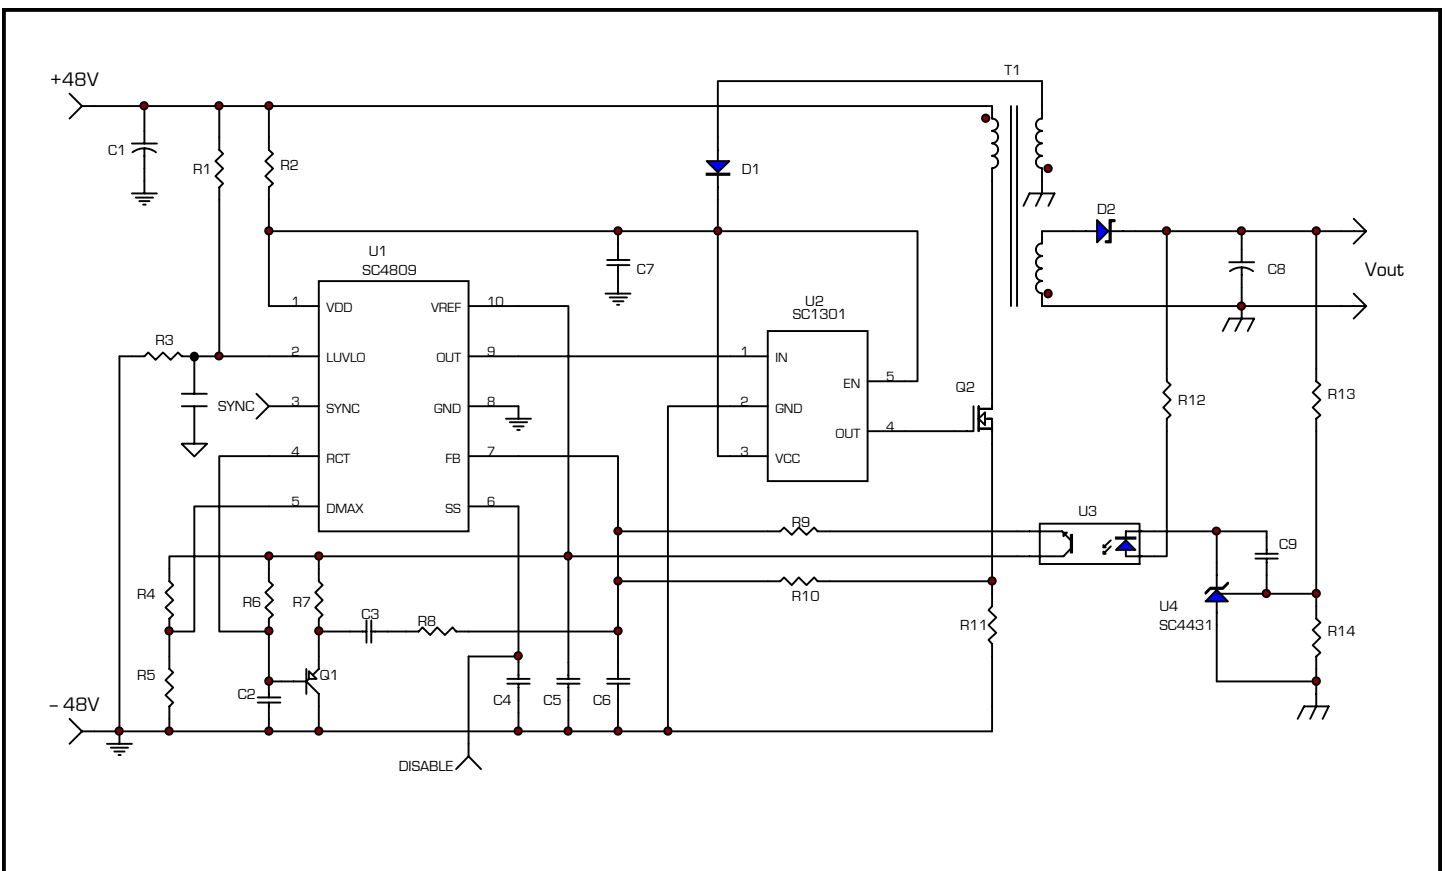 T1
+48V
C1
R1
R2
D1
D2
U1
SC4809
C7
C8
Vout
1
VDD
VREF
10
U2
SC1301
R3
2
LUVLO
OUT
9
1
IN
EN
5
Q2
R12
R13
SYNC
3
SYNC
GND
8
2
GND
OUT
4
4
RCT
FB
7
3
VCC
5
DMAX
SS
6
R9
U3
C9
R4
R6
R7
R10
C3
R8
U4
SC4431
R11
R14
R5
Q1
C2
C4
C5
C6
– 48V
DISABLE